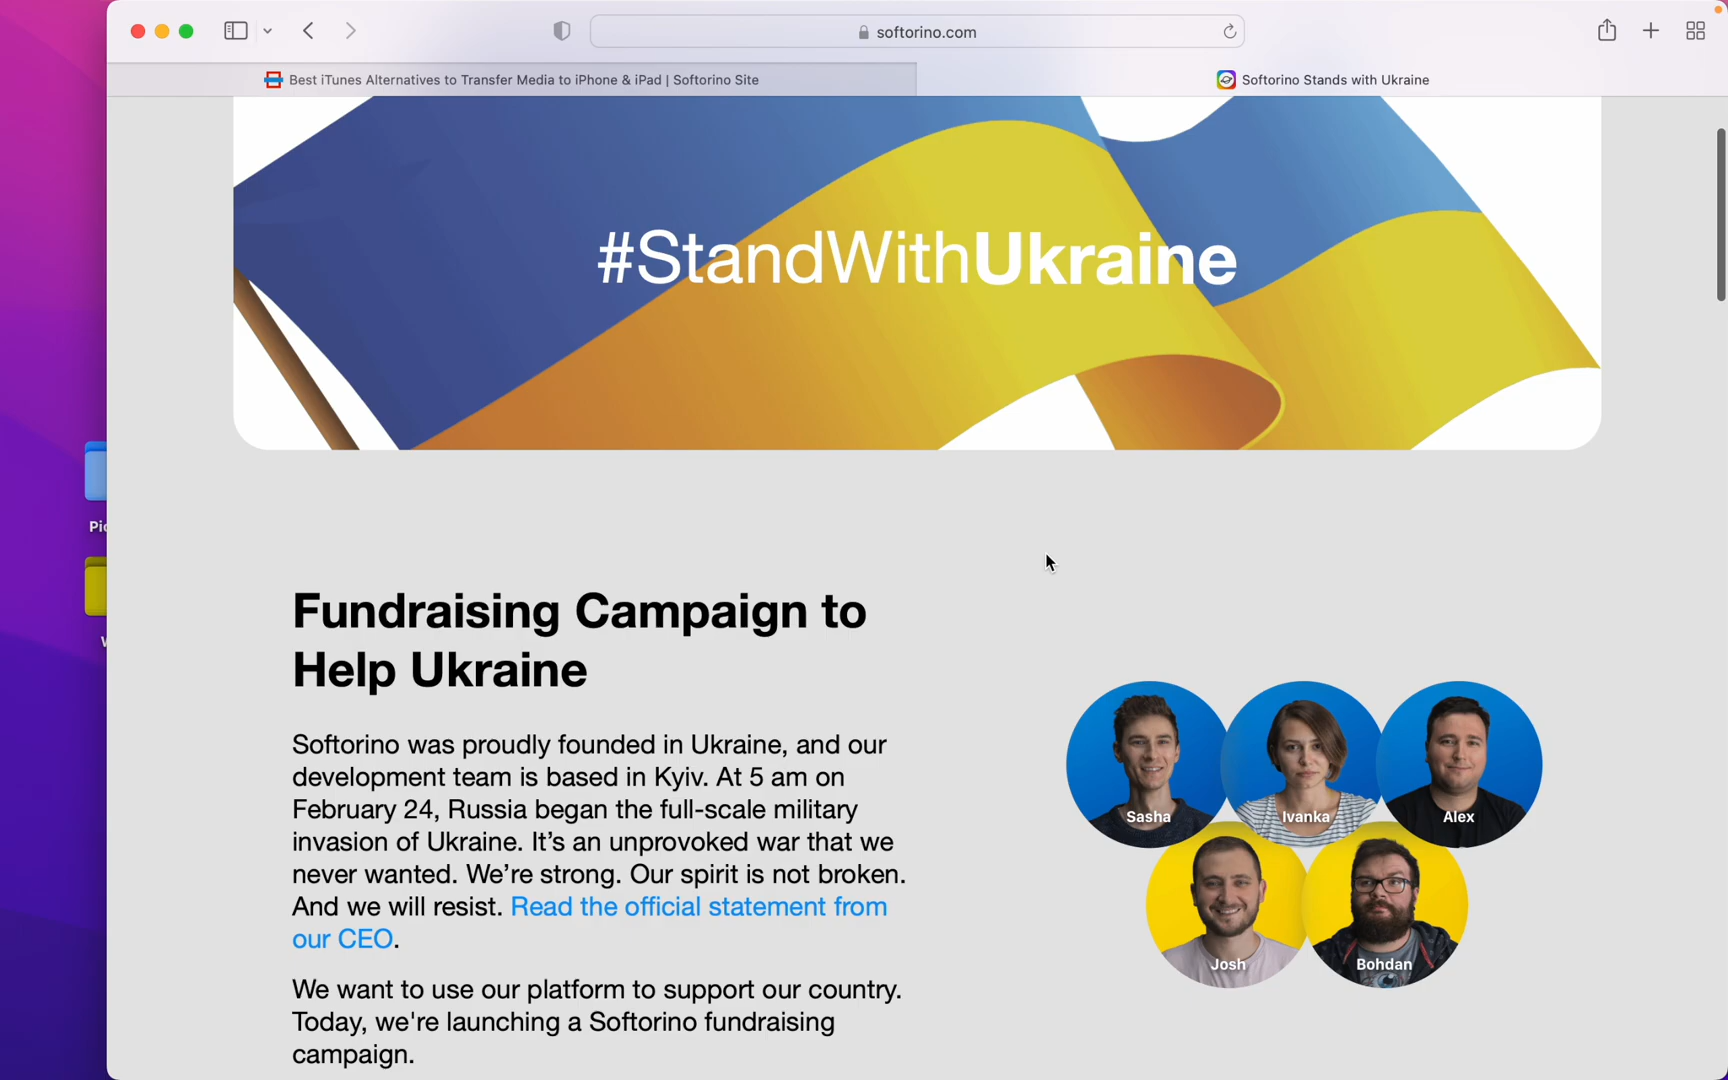 softorino.com
Best iTunes Alternatives to Transfer Media to iPhone & iPad | Softorino Site
Softorino Stands with Ukraine
#StandWithUkraine
Fundraising Campaign to
Help Ukraine
Softorino was proudly founded in Ukraine, and our
development team is based in Kyiv. At 5 am on
February 24, Russia began the full-scale military
invasion of Ukraine. It’s an unprovoked war that we
never wanted. We’re strong. Our spirit is not broken.
And we will resist. Read the official statement from
our CEO.
We want to use our platform to support our country.
Today, we're launching a Softorino fundraising
campaign.
Sasha
Ivanka
Alex
Josh
Bohdan